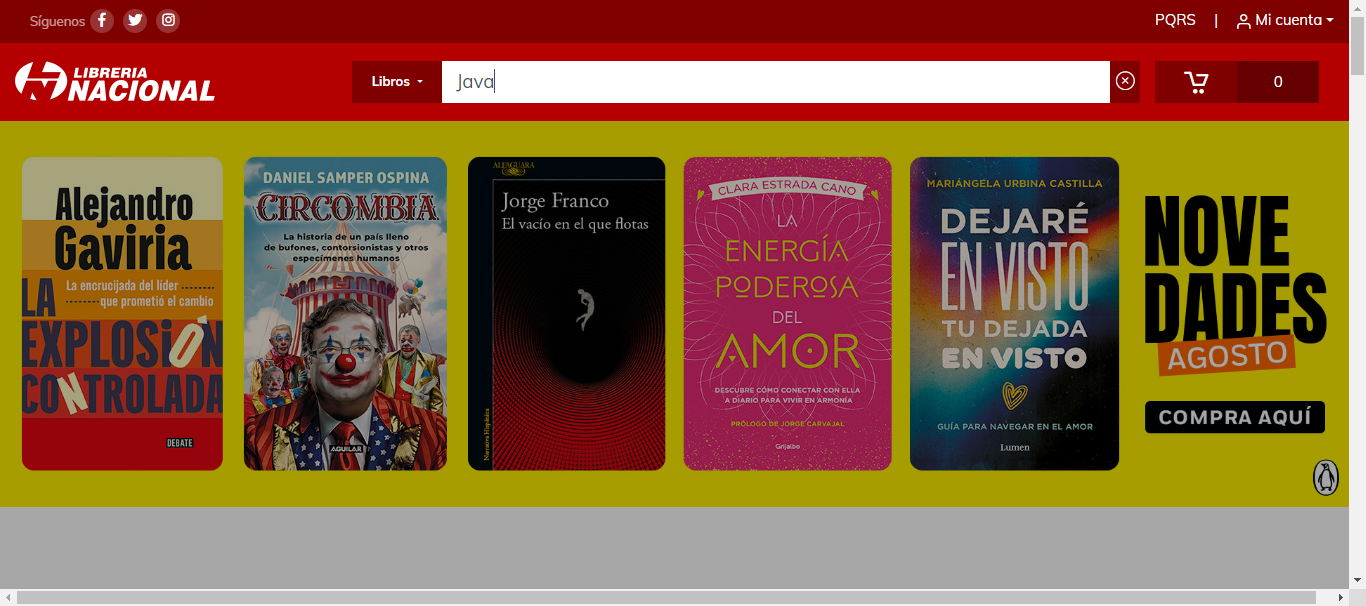 Síguenos
PQRS | Mi cuenta
LIBRERIA
NACIONAL
Libros
Java
0
Alejandro
Gaviria
La encrucijada del líder
que prometió el cambio
LA
EXPLOSIÓN
CONTROLADA
DEBATE
DANIEL SAMPER OSPINA
CIRCOMBIA
La historia de un país lleno
de bufones, contorsionistas y otros
especímenes humanos
AGUILAR
ALFAGUARA
Jorge Franco
El vacío en el que flotas
Narrativa Hispánica
CLARA ESTRADA CANO
LA
ENERGÍA
PODEROSA
DEL
AMOR
DESCUBRE CÓMO CONECTAR CON ELLA
A DIARIO PARA VIVIR EN ARMONÍA
PRÓLOGO DE JORGE CARVAJAL
Grijalbo
MARIÁNGELA URBINA CASTILLA
DEJARÉ
EN VISTO
TU DEJADA
EN VISTO
GUÍA PARA NAVEGAR EN EL AMOR
Lumen
NOVE
DADES
AGOSTO
COMPRA AQUÍ